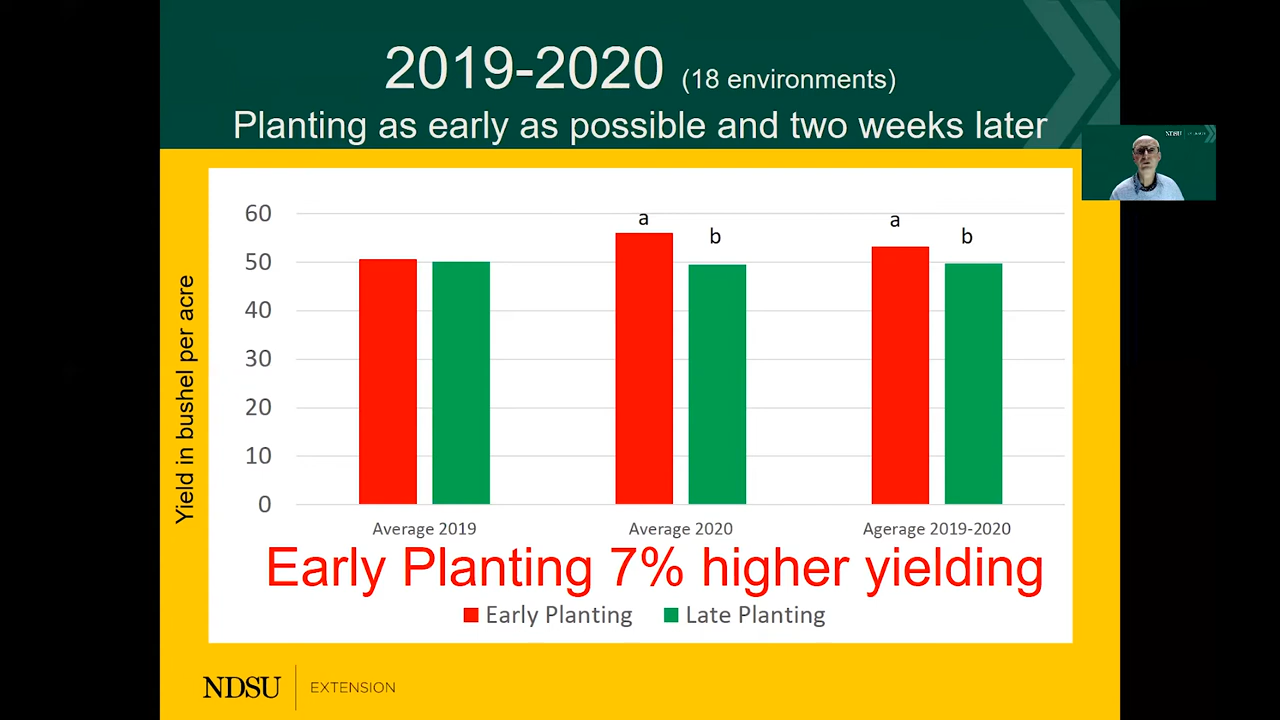 2019-2020 (18 environments)
Planting as early as possible and two weeks later
NDSU
Yield in bushel per acre
60
50
40
30
20
10
0
a
b
a
b
Average 2019
Average 2020
Agerage 2019-2020
Early Planting 7% higher yielding
Early Planting
Late Planting
NDSU
EXTENSION